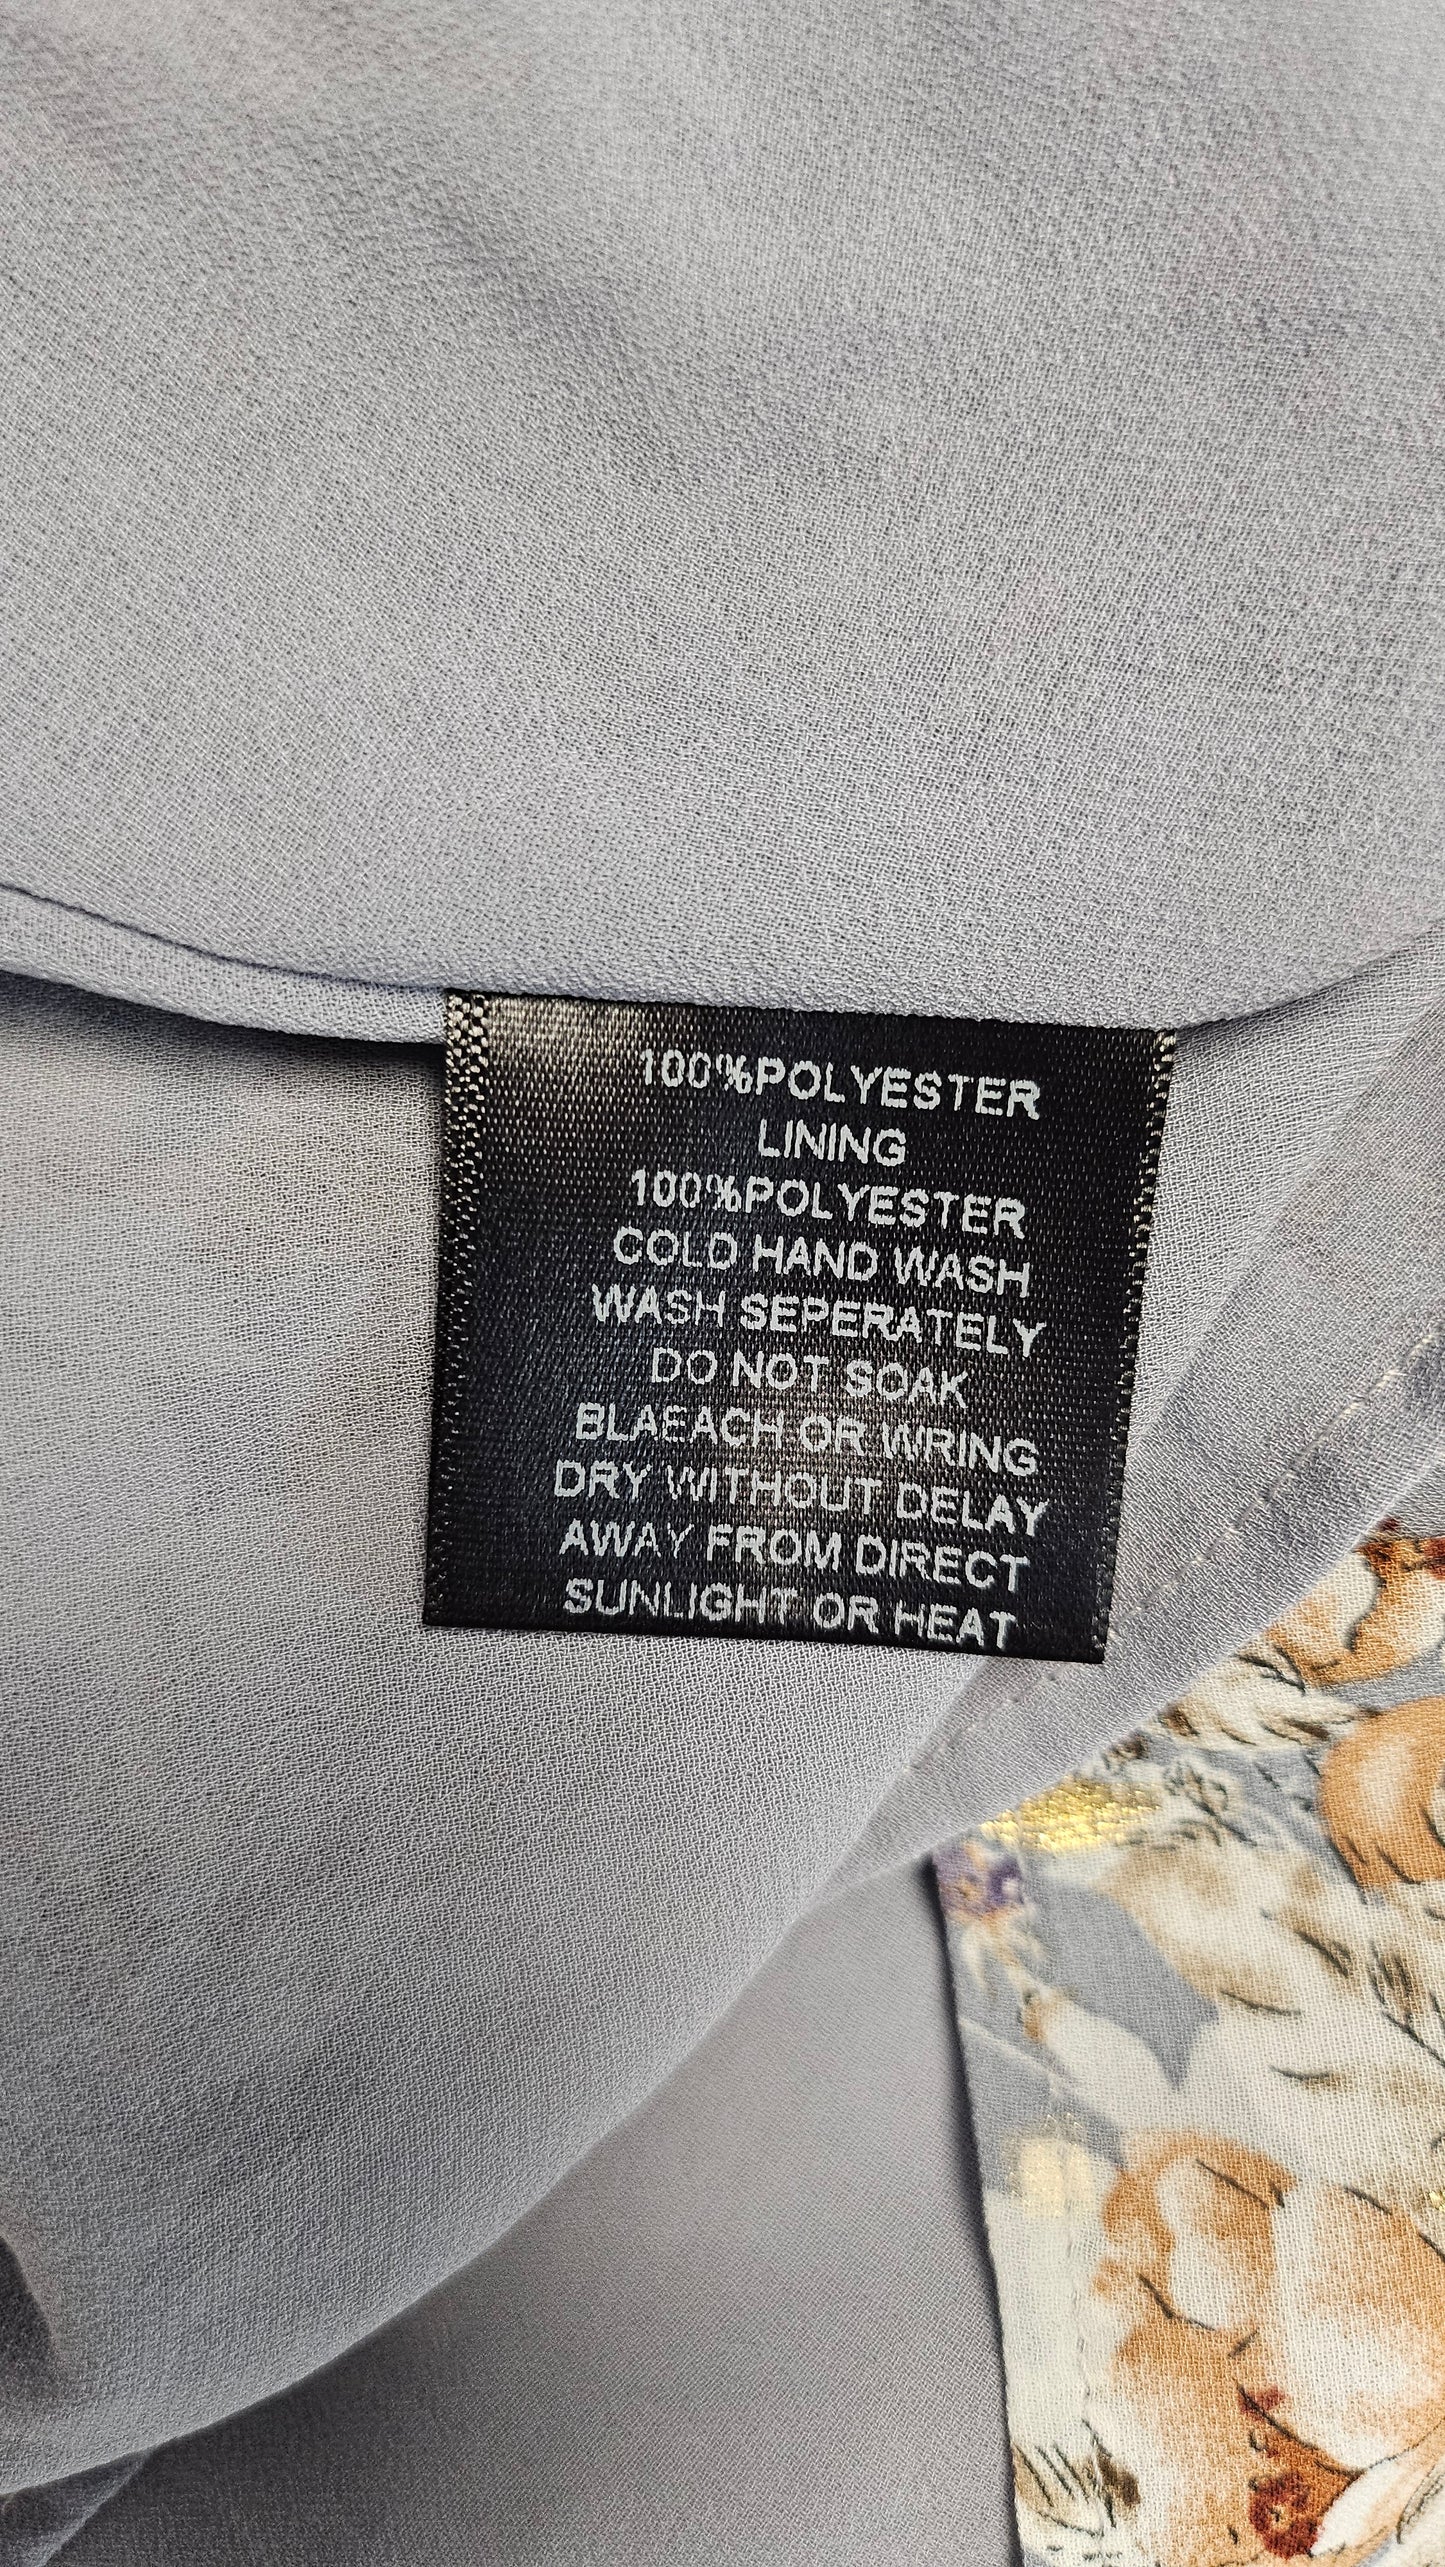 100%POLYESTER
LINING
100%POLYESTER
COLD HAND WASH
WASH SEPERATELY
DO NOT SOAK
BLAEACH OR WRING
DRY WITHOUT DELAY
AWAY FROM DIRECT
SUNLIGHT OR HEAT